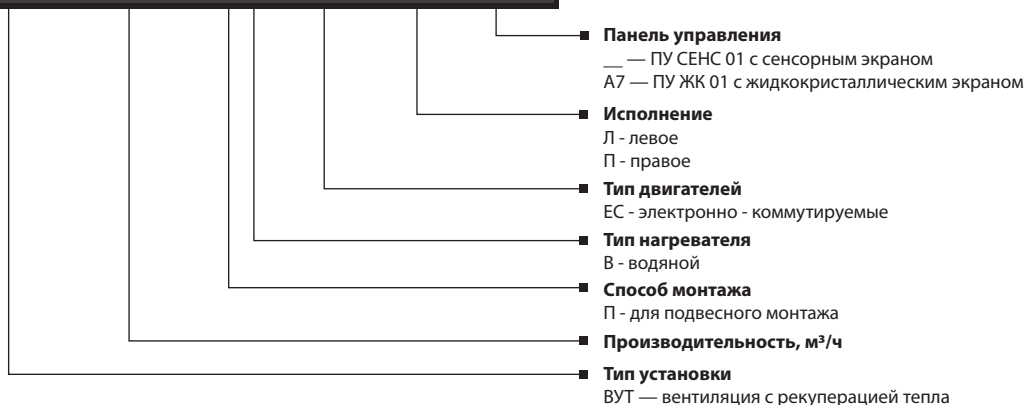 Панель управления
__ — ПУ СЕНС 01 с сенсорным экраном
А7 — ПУ ЖК 01 с жидкокристаллическим экраном
Исполнение
Л - левое
П - правое
Тип двигателей
ЕС - электронно - коммутируемые
Тип нагревателя
В - водяной
Способ монтажа
П - для подвесного монтажа
Производительность, м³/ч
Тип установки
ВУТ — вентиляция с рекуперацией тепла